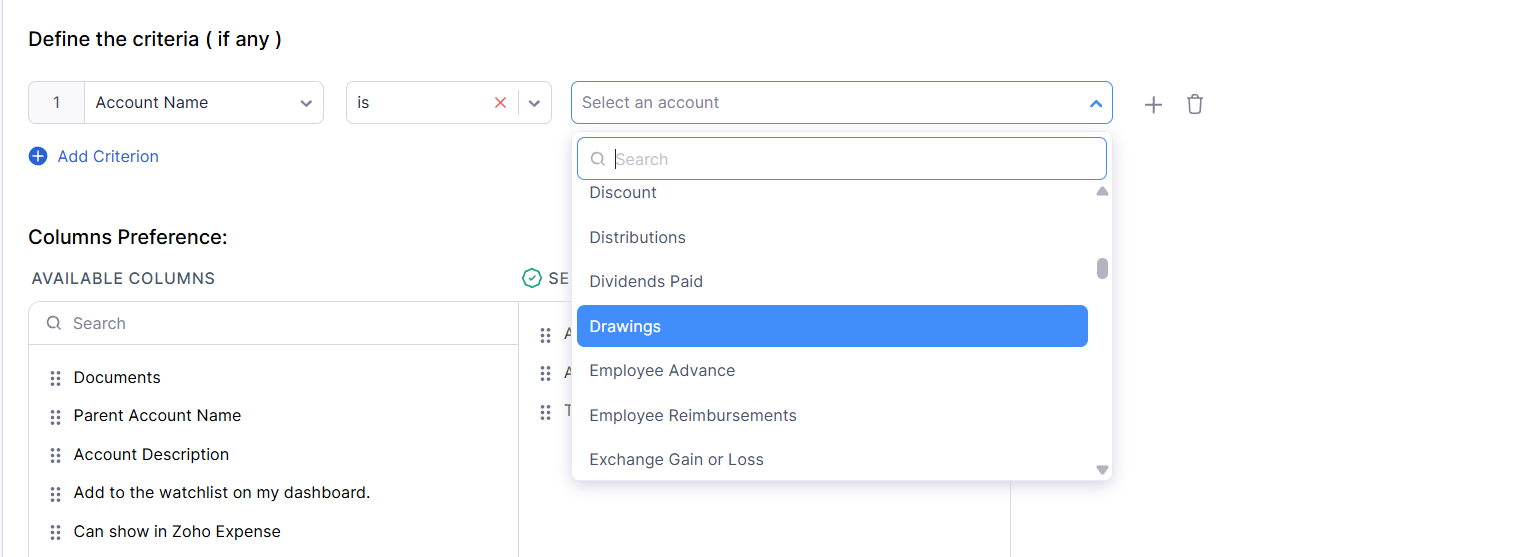 Define the criteria ( if any )
1 Account Name is Select an account
Add Criterion
Search
Discount
Distributions
Dividends Paid
Drawings
Employee Advance
Employee Reimbursements
Exchange Gain or Loss
Columns Preference:
AVAILABLE COLUMNS
Search
Documents
Parent Account Name
Account Description
Add to the watchlist on my dashboard.
Can show in Zoho Expense